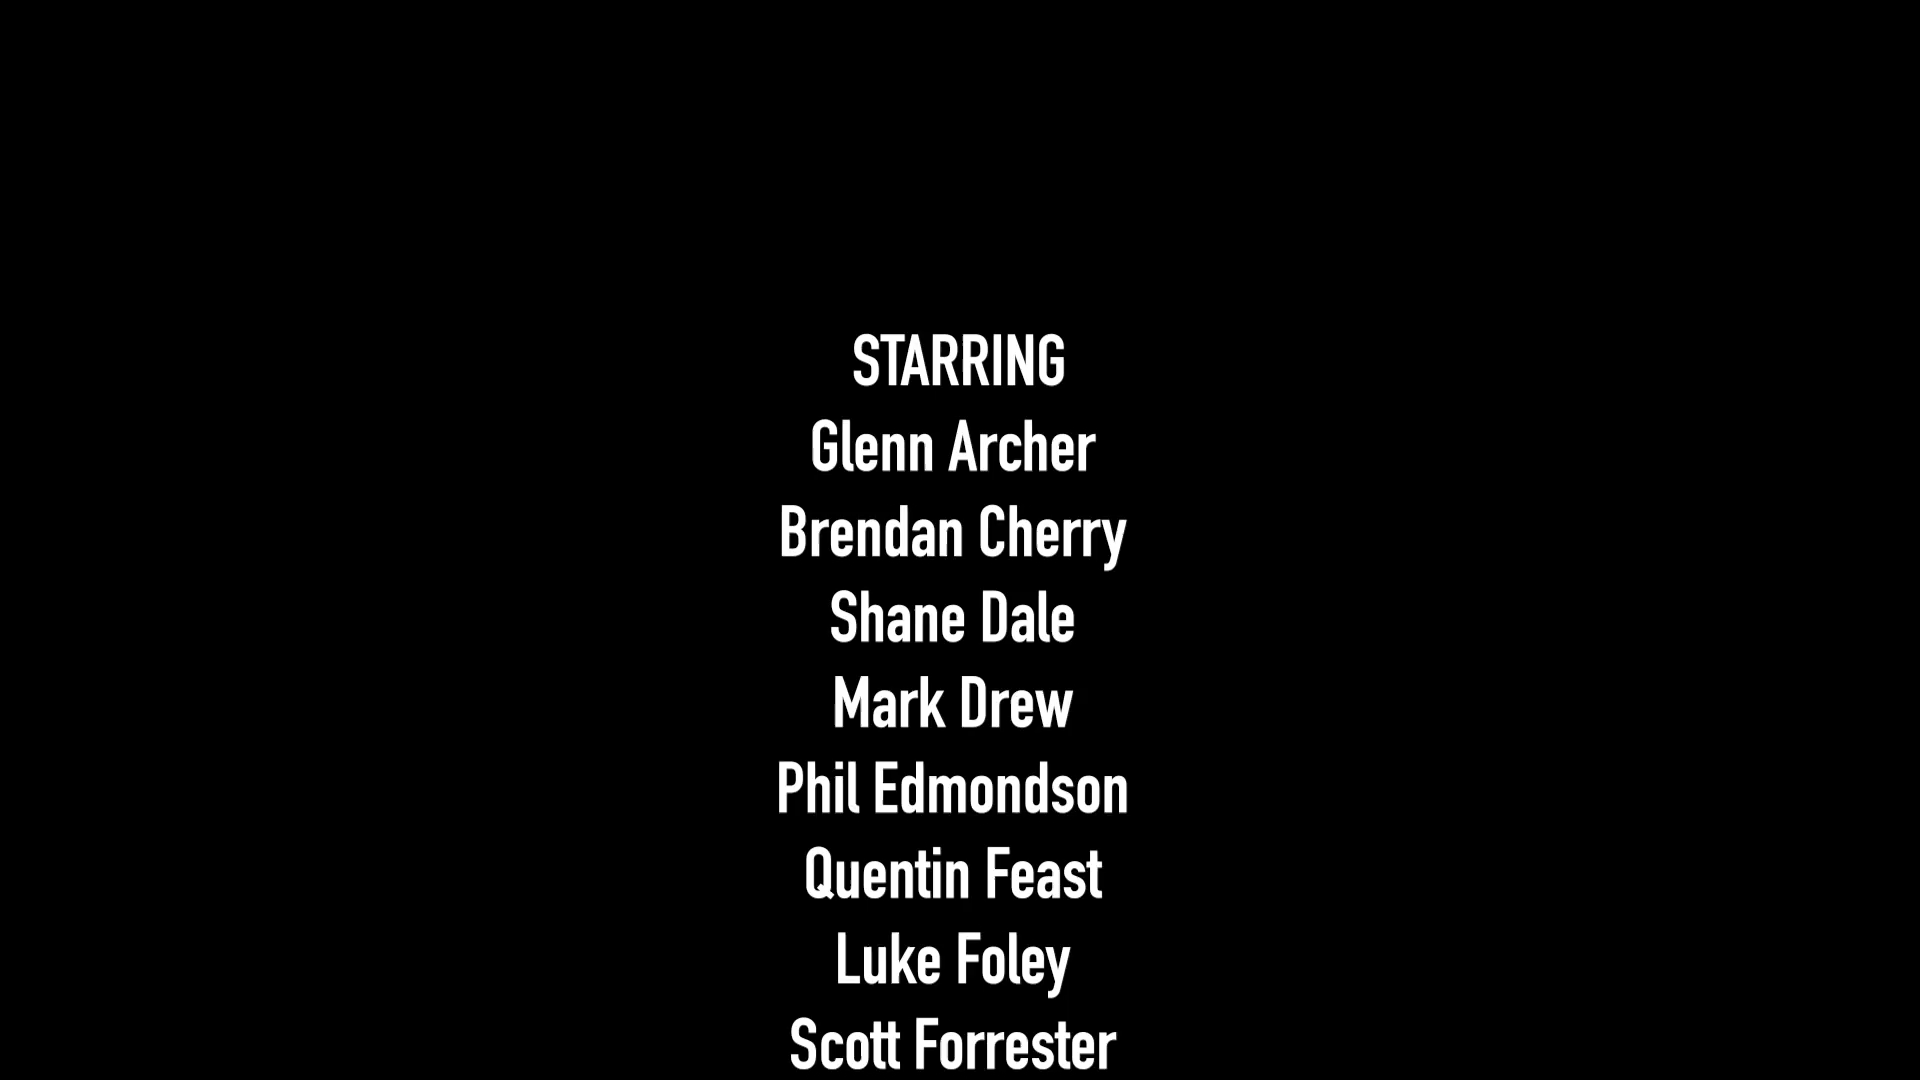 STARRING
Glenn Archer
Brendan Cherry
Shane Dale
Mark Drew
Phil Edmondson
Quentin Feast
Luke Foley
Scott Forrester